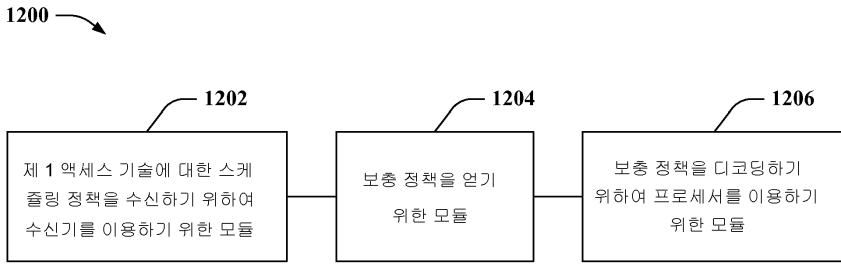 1200
1202
1204
1206
제 1 액세스 기술에 대한 스케
쥴링 정책을 수신하기 위하여
수신기를 이용하기 위한 모듈
보충 정책을 얻기
위한 모듈
보충 정책을 디코딩하기
위하여 프로세서를 이용하기
위한 모듈